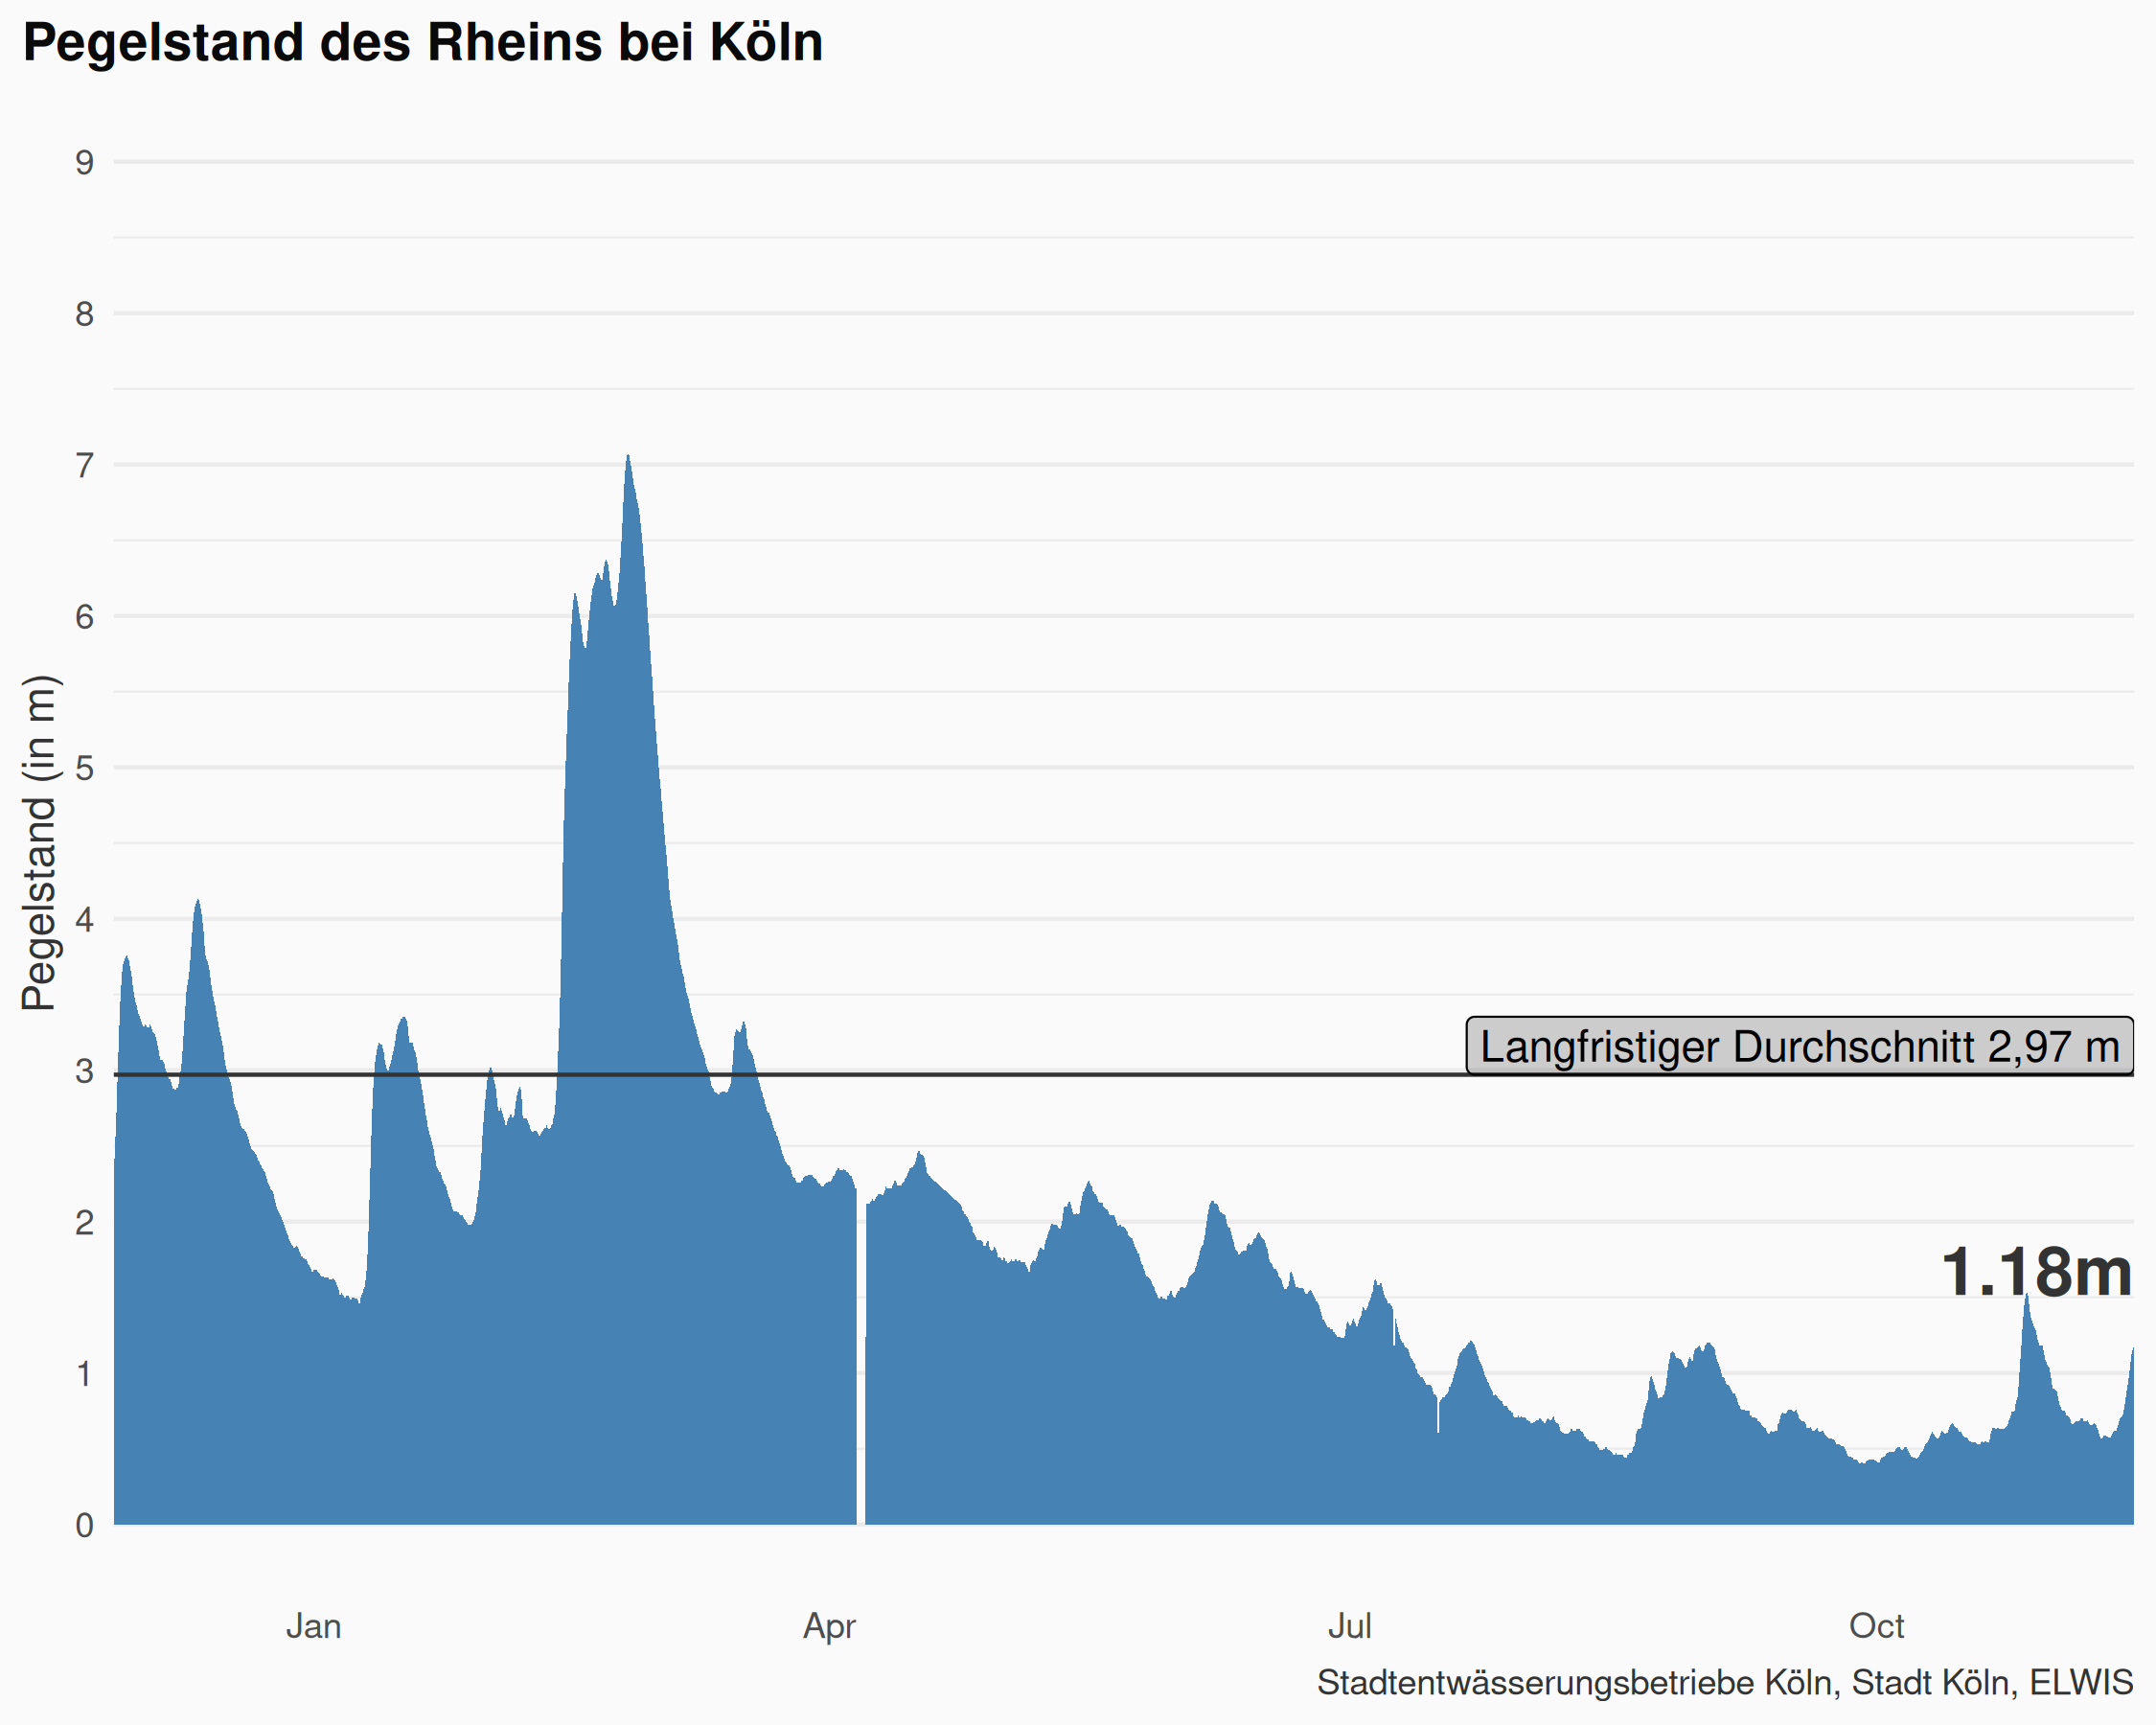 Pegelstand des Rheins bei Köln
Pegelstand (in m)
9
8
7
6
5
4
3
2
1
0
Langfristiger Durchschnitt 2,97 m
1.18m
Jan Apr Jul Oct
Stadtentwässerungsbetriebe Köln, Stadt Köln, ELWIS